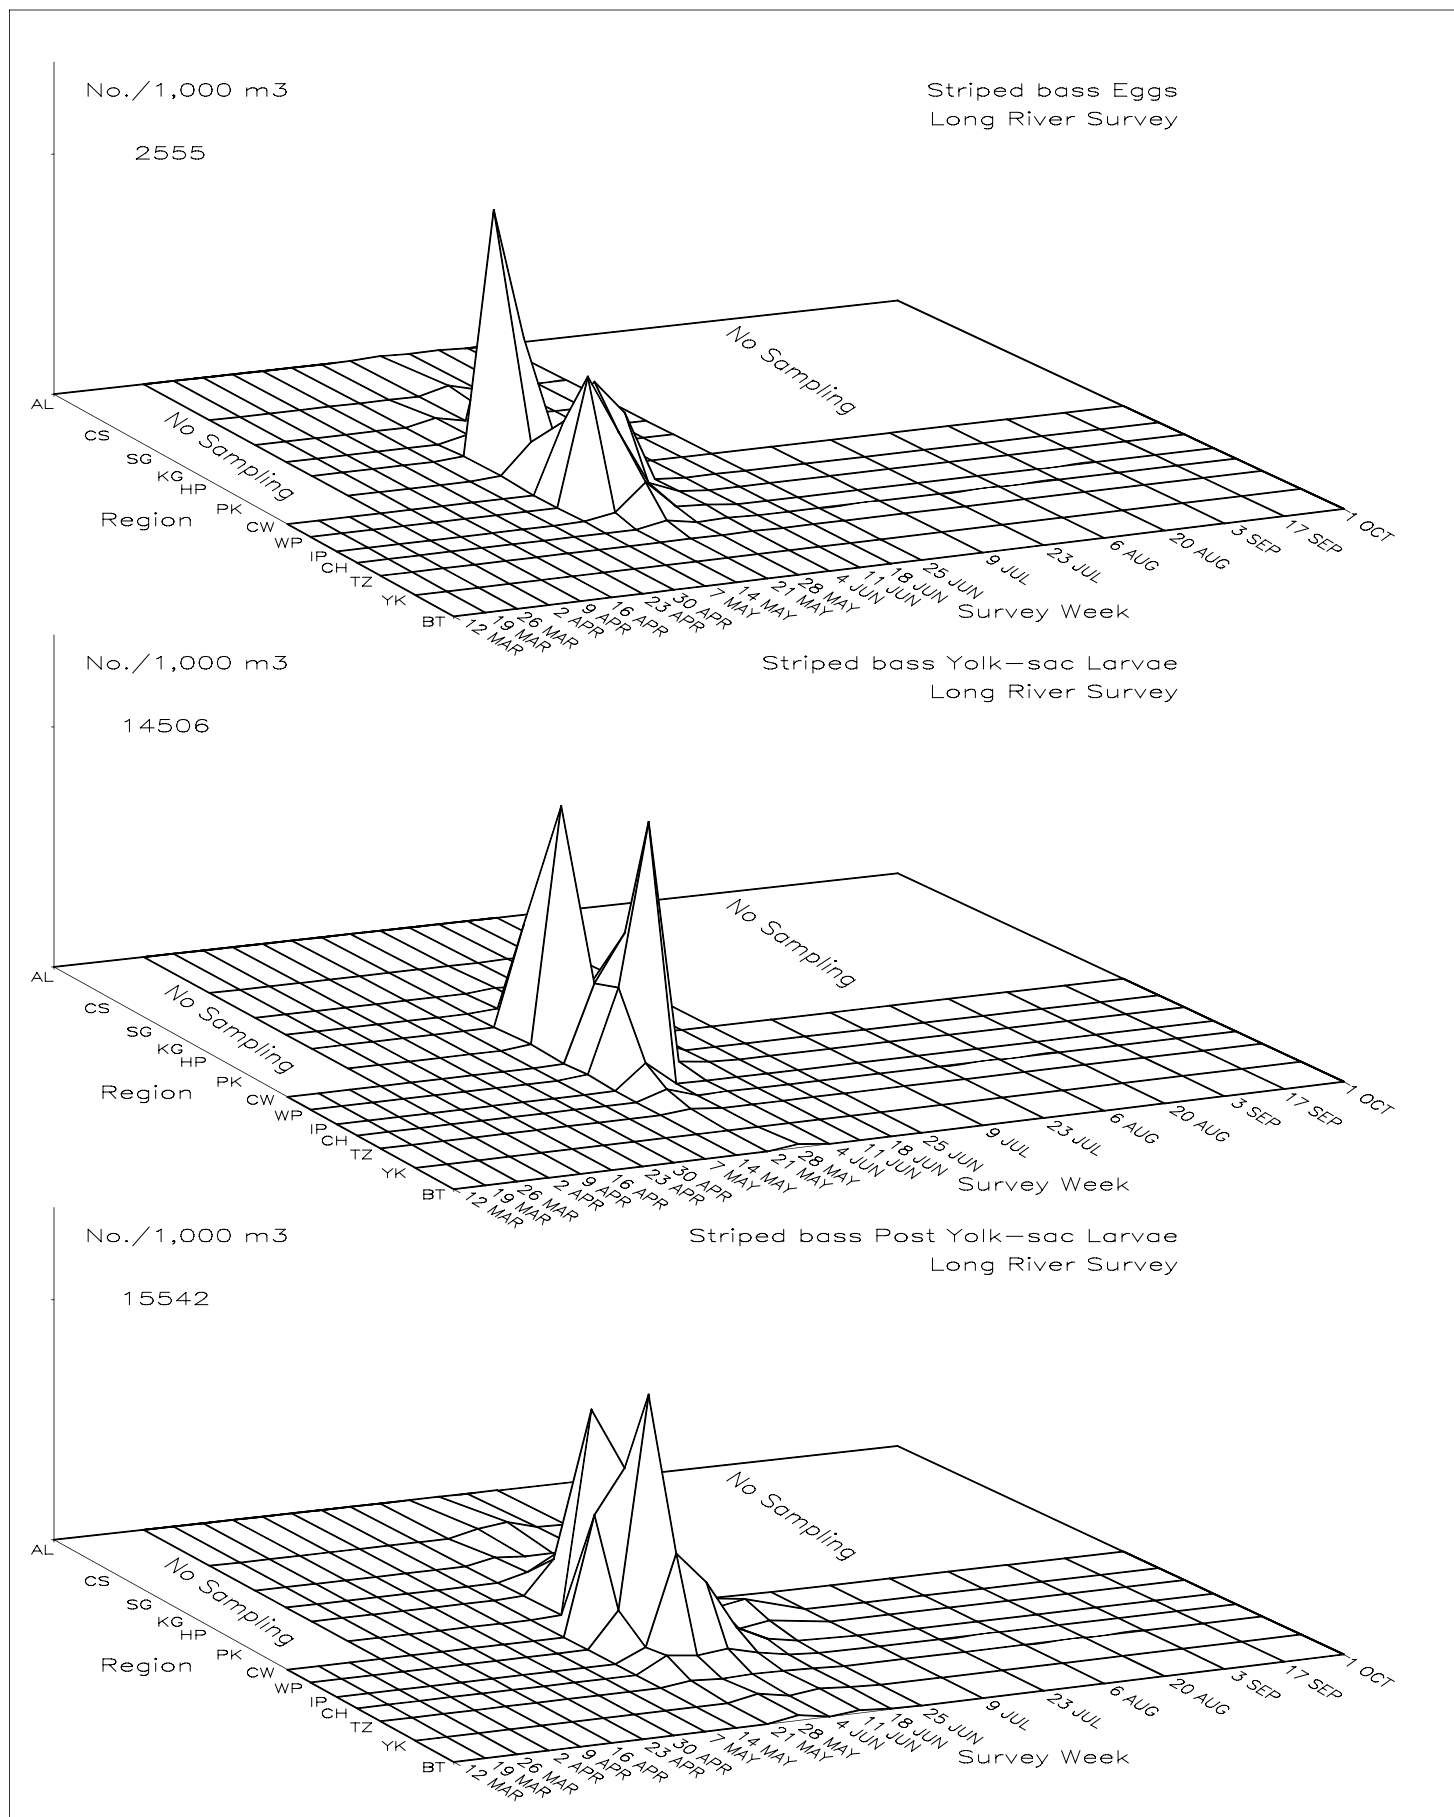 No./1,000 m3
Striped bass Eggs
Long River Survey
2555
No Sampling
AL
CS
No Sampling
SG
KG
HP
PK
Region
CW
WP
IP
CH
TZ
YK
BT
12 MAR
19 MAR
26 MAR
2 APR
9 APR
16 APR
23 APR
30 APR
7 MAY
14 MAY
21 MAY
28 MAY
4 JUN
11 JUN
18 JUN
25 JUN
9 JUL
23 JUL
6 AUG
20 AUG
3 SEP
17 SEP
1 OCT
Survey Week
No./1,000 m3
Striped bass Yolk-sac Larvae
Long River Survey
14506
No Sampling
AL
CS
No Sampling
SG
KG
HP
PK
Region
CW
WP
IP
CH
TZ
YK
BT
12 MAR
19 MAR
26 MAR
2 APR
9 APR
16 APR
23 APR
30 APR
7 MAY
14 MAY
21 MAY
28 MAY
4 JUN
11 JUN
18 JUN
25 JUN
9 JUL
23 JUL
6 AUG
20 AUG
3 SEP
17 SEP
1 OCT
Survey Week
No./1,000 m3
Striped bass Post Yolk-sac Larvae
Long River Survey
15542
No Sampling
AL
CS
No Sampling
SG
KG
HP
PK
Region
CW
WP
IP
CH
TZ
YK
BT
12 MAR
19 MAR
26 MAR
2 APR
9 APR
16 APR
23 APR
30 APR
7 MAY
14 MAY
21 MAY
28 MAY
4 JUN
11 JUN
18 JUN
25 JUN
9 JUL
23 JUL
6 AUG
20 AUG
3 SEP
17 SEP
1 OCT
Survey Week